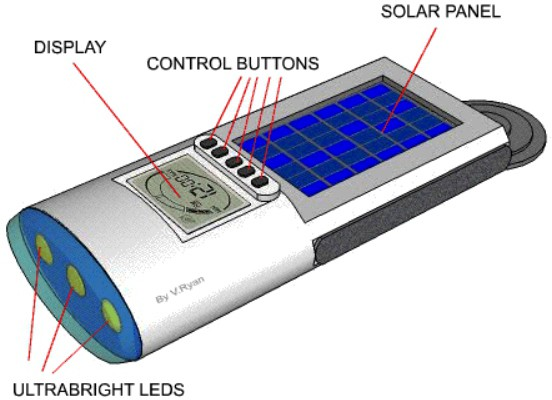 SOLAR PANEL
DISPLAY
CONTROL BUTTONS
By V.Ryan
ULTRABRIGHT LEDS